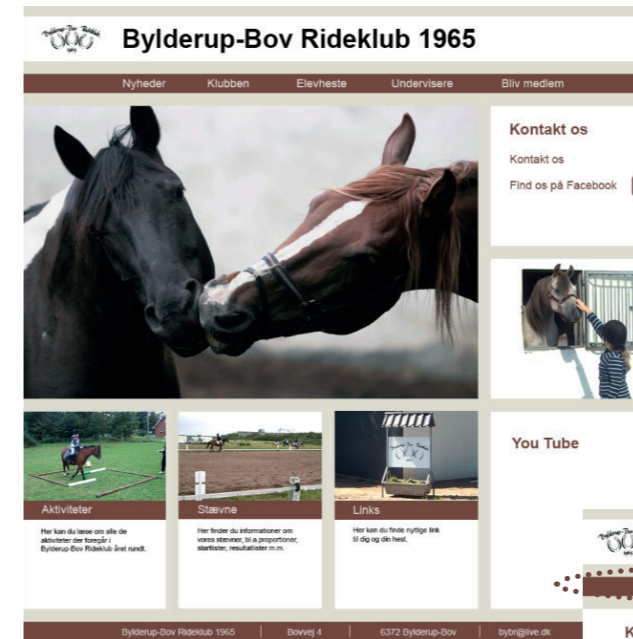 Bylderup-Bov Rideklub 1965
Nyheder Klubben Elevheste Undervisere Bliv medlem
Kontakt os
Kontakt os
Find os på Facebook
You Tube
Aktiviteter
Her kan du læse om alle de
aktiviteter der foregår i
Bylderup-Bov Rideklub året rundt.
Stævne
Her finder du informationer om
vores stævner, bl.a.proportioner,
startlister, resultatlister m.m.
Links
Her kan du finde nyttige link
til dig og din hest.
Bylderup-Bov Rideklub 1965 | Bovvej 4 | 6372 Bylderup-Bov | bybr@live.dk
K